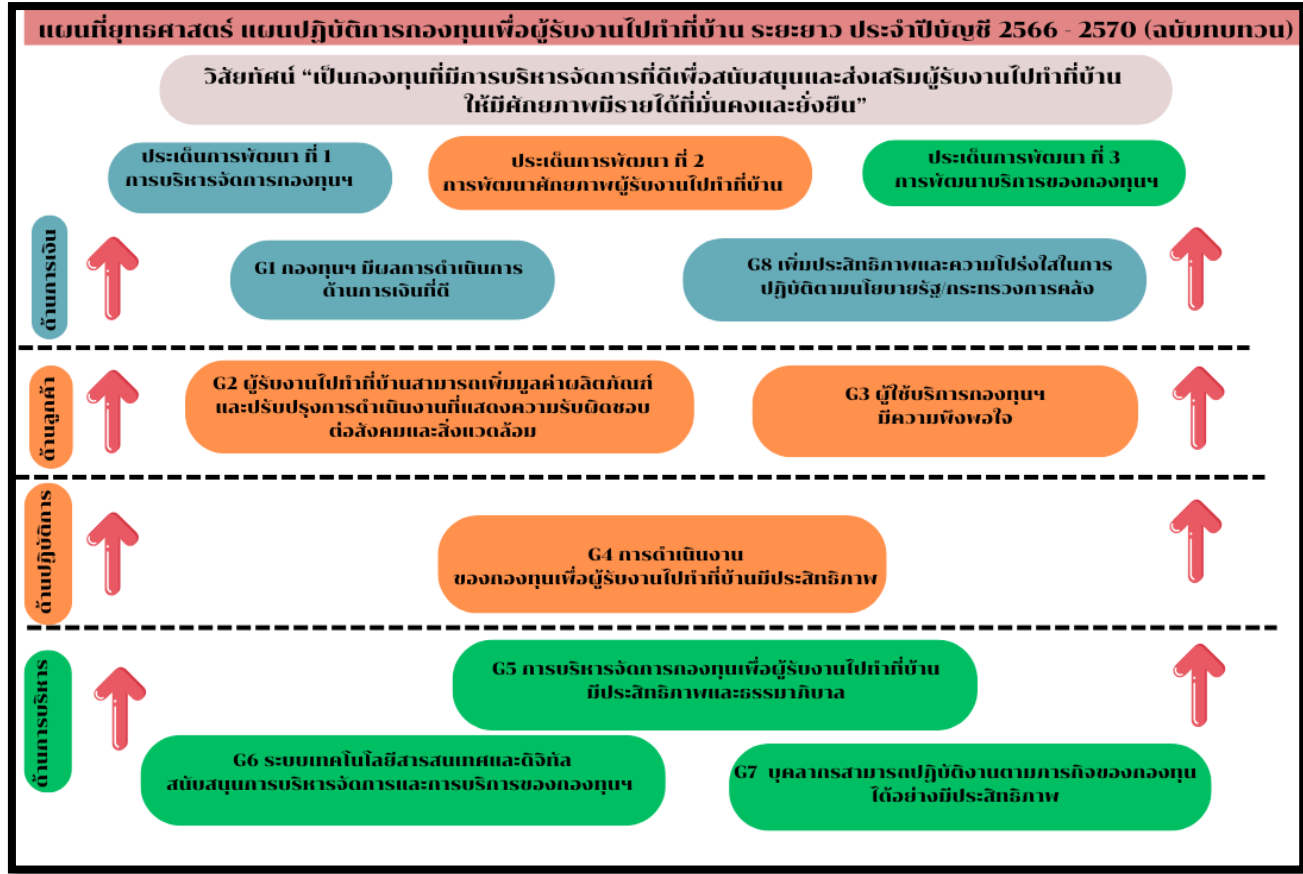 แผนที่ยุทธศาสตร์ แผนปฏิบัติการกองทุนเพื่อผู้รับงานไปทำที่บ้าน ระยะยาว ประจำปีบัญชี 2566 - 2570 (ฉบับทบทวน)
วิสัยทัศน์ “เป็นกองทุนที่มีการบริหารจัดการที่ดีเพื่อสนับสนุนและส่งเสริมผู้รับงานไปทำที่บ้าน
ให้มีศักยภาพมีรายได้ที่มั่นคงและยั่งยืน”
ประเด็นการพัฒนา ที่ 1
การบริหารจัดการกองทุนฯ
ประเด็นการพัฒนา ที่ 2
การพัฒนาศักยภาพผู้รับงานไปทำที่บ้าน
ประเด็นการพัฒนา ที่ 3
การพัฒนาบริการของกองทุนฯ
ด้านการเงิน
G1 กองทุนฯ มีผลการดำเนินการ
ด้านการเงินที่ดี
G8 เพิ่มประสิทธิภาพและความโปร่งใสในการ
ปฏิบัติตามนโยบายรัฐ/กระทรวงการคลัง
ด้านลูกค้า
G2 ผู้รับงานไปทำที่บ้านสามารถเพิ่มมูลค่าผลิตภัณฑ์
และปรับปรุงการดำเนินงานที่แสดงความรับผิดชอบ
ต่อสังคมและสิ่งแวดล้อม
G3 ผู้ใช้บริการกองทุนฯ
มีความพึงพอใจ
ด้านปฏิบัติการ
G4 การดำเนินงาน
ของกองทุนเพื่อผู้รับงานไปทำที่บ้านมีประสิทธิภาพ
ด้านการบริหาร
G5 การบริหารจัดการกองทุนเพื่อผู้รับงานไปทำที่บ้าน
มีประสิทธิภาพและธรรมาภิบาล
G6 ระบบเทคโนโลยีสารสนเทศและดิจิทัล
สนับสนุนการบริหารจัดการและการบริการของกองทุนฯ
G7 บุคลากรสามารถปฏิบัติงานตามภารกิจของกองทุน
ได้อย่างมีประสิทธิภาพ